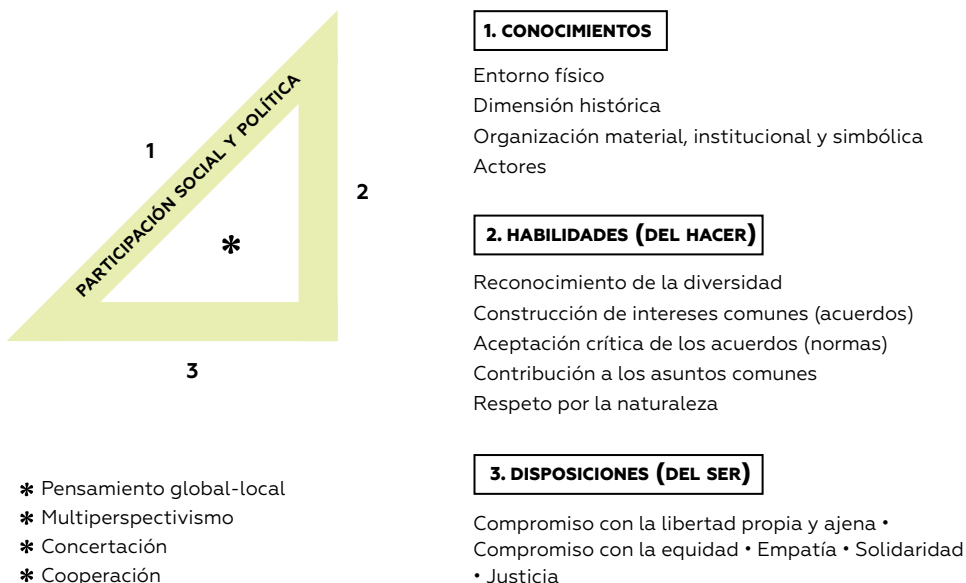 PARTICIPACIÓN SOCIAL Y POLÍTICA
1
2
3
*
* Pensamiento global-local
* Multiperspectivismo
* Concertación
* Cooperación
1. CONOCIMIENTOS
Entorno físico
Dimensión histórica
Organización material, institucional y simbólica
Actores
2. HABILIDADES (DEL HACER)
Reconocimiento de la diversidad
Construcción de intereses comunes (acuerdos)
Aceptación crítica de los acuerdos (normas)
Contribución a los asuntos comunes
Respeto por la naturaleza
3. DISPOSICIONES (DEL SER)
Compromiso con la libertad propia y ajena •
Compromiso con la equidad • Empatía • Solidaridad
• Justicia